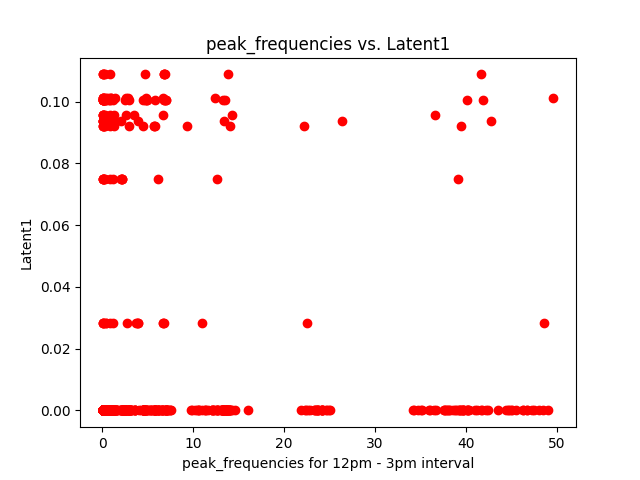 peak_frequencies vs. Latent1
0.10
0.08
0.06
0.04
0.02
0.00
Latent1
0 10 20 30 40 50
peak_frequencies for 12pm - 3pm interval